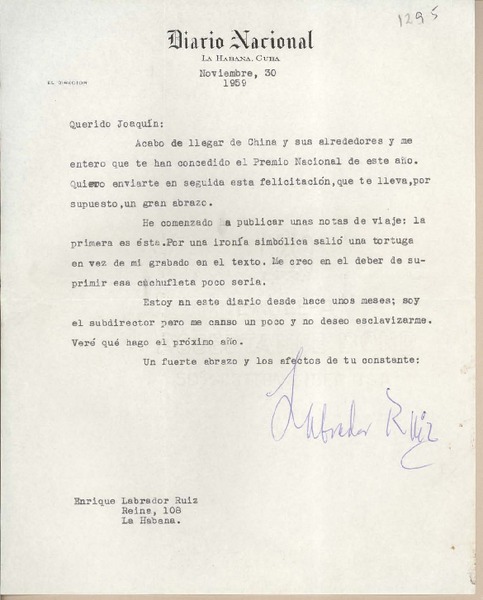 1295
Diario Nacional
LA HABANA, CUBA
EL DIRECTOR
Noviembre, 30
1959
Querido Joaquín:
Acabo de llegar de China y sus alrededores y me
entero que te han concedido el Premio Nacional de este año.
Quiero enviarte en seguida esta felicitación,que te lleva,por
supuesto,un gran abrazo.
He comenzado a publicar unas notas de viaje: la
primera es ésta.Por una ironía simbólica salió una tortuga
en vez de mi grabado en el texto. Me creo en el deber de su-
primir esa cuchufleta poco seria.
Estoy an este diario desde hace unos meses; soy
el subdirector pero me canso un poco y no deseo esclavizarme.
Veré qué hago el próximo año.
Un fuerte abrazo y los afectos de tu constante:
Labrador Ruiz
Enrique Labrador Ruiz
Reina, 108
La Habana.